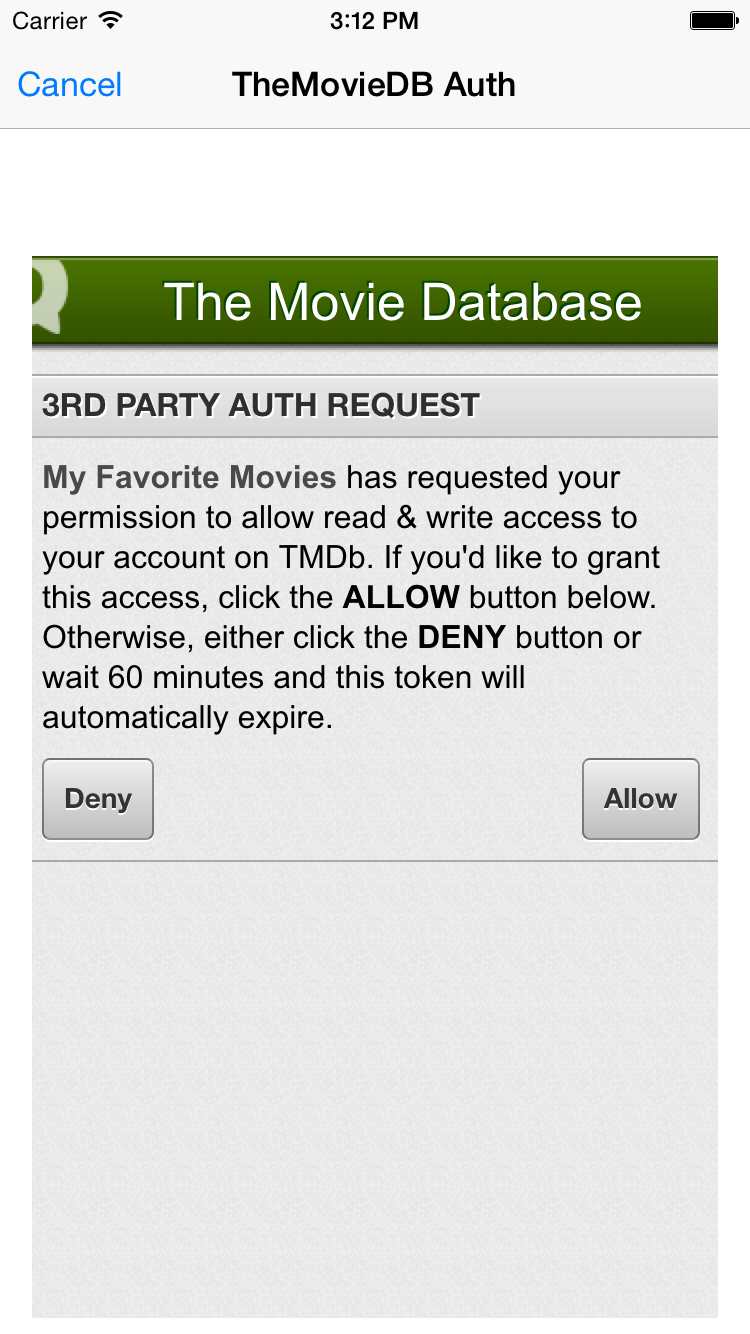 Carrier 3:12 PM
Cancel TheMovieDB Auth
The Movie Database
3RD PARTY AUTH REQUEST
My Favorite Movies has requested your
permission to allow read & write access to
your account on TMDb. If you'd like to grant
this access, click the ALLOW button below.
Otherwise, either click the DENY button or
wait 60 minutes and this token will
automatically expire.
Deny Allow